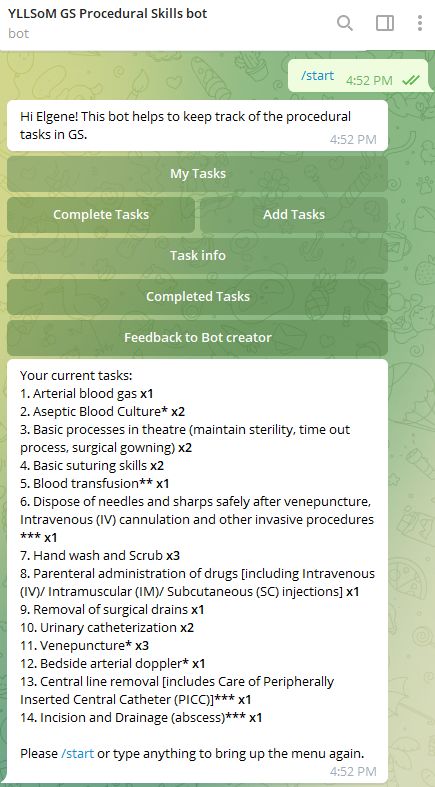 YLLSoM GS Procedural Skills bot
bot
/start 4:52 PM
Hi Elgene! This bot helps to keep track of the procedural
tasks in GS.
4:52 PM
My Tasks
Complete Tasks
Add Tasks
Task info
Completed Tasks
Feedback to Bot creator
Your current tasks:
1. Arterial blood gas x1
2. Aseptic Blood Culture* x2
3. Basic processes in theatre (maintain sterility, time out
process, surgical gowning) x2
4. Basic suturing skills x2
5. Blood transfusion** x1
6. Dispose of needles and sharps safely after venepuncture,
Intravenous (IV) cannulation and other invasive procedures
*** x1
7. Hand wash and Scrub x3
8. Parenteral administration of drugs [including Intravenous
(IV)/ Intramuscular (IM)/ Subcutaneous (SC) injections] x1
9. Removal of surgical drains x1
10. Urinary catheterization x2
11. Venepuncture* x3
12. Bedside arterial doppler* x1
13. Central line removal [includes Care of Peripherally
Inserted Central Catheter (PICC)]*** x1
14. Incision and Drainage (abscess)*** x1
Please /start or type anything to bring up the menu again.
4:52 PM